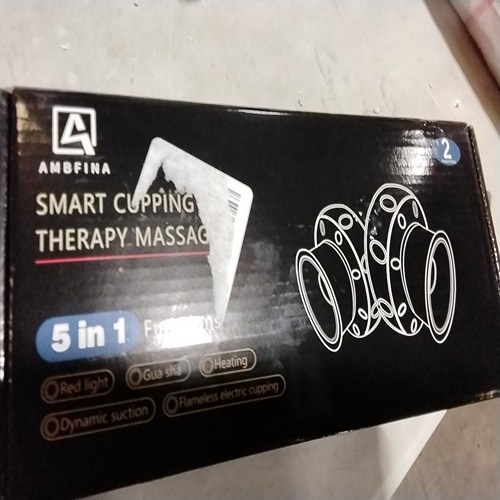 AMBFINA
2
SMART CUPPING
THERAPY MASSAG
5 in 1
Red light
Gua sha
Heating
Dynamic suction
Flameless electric cupping